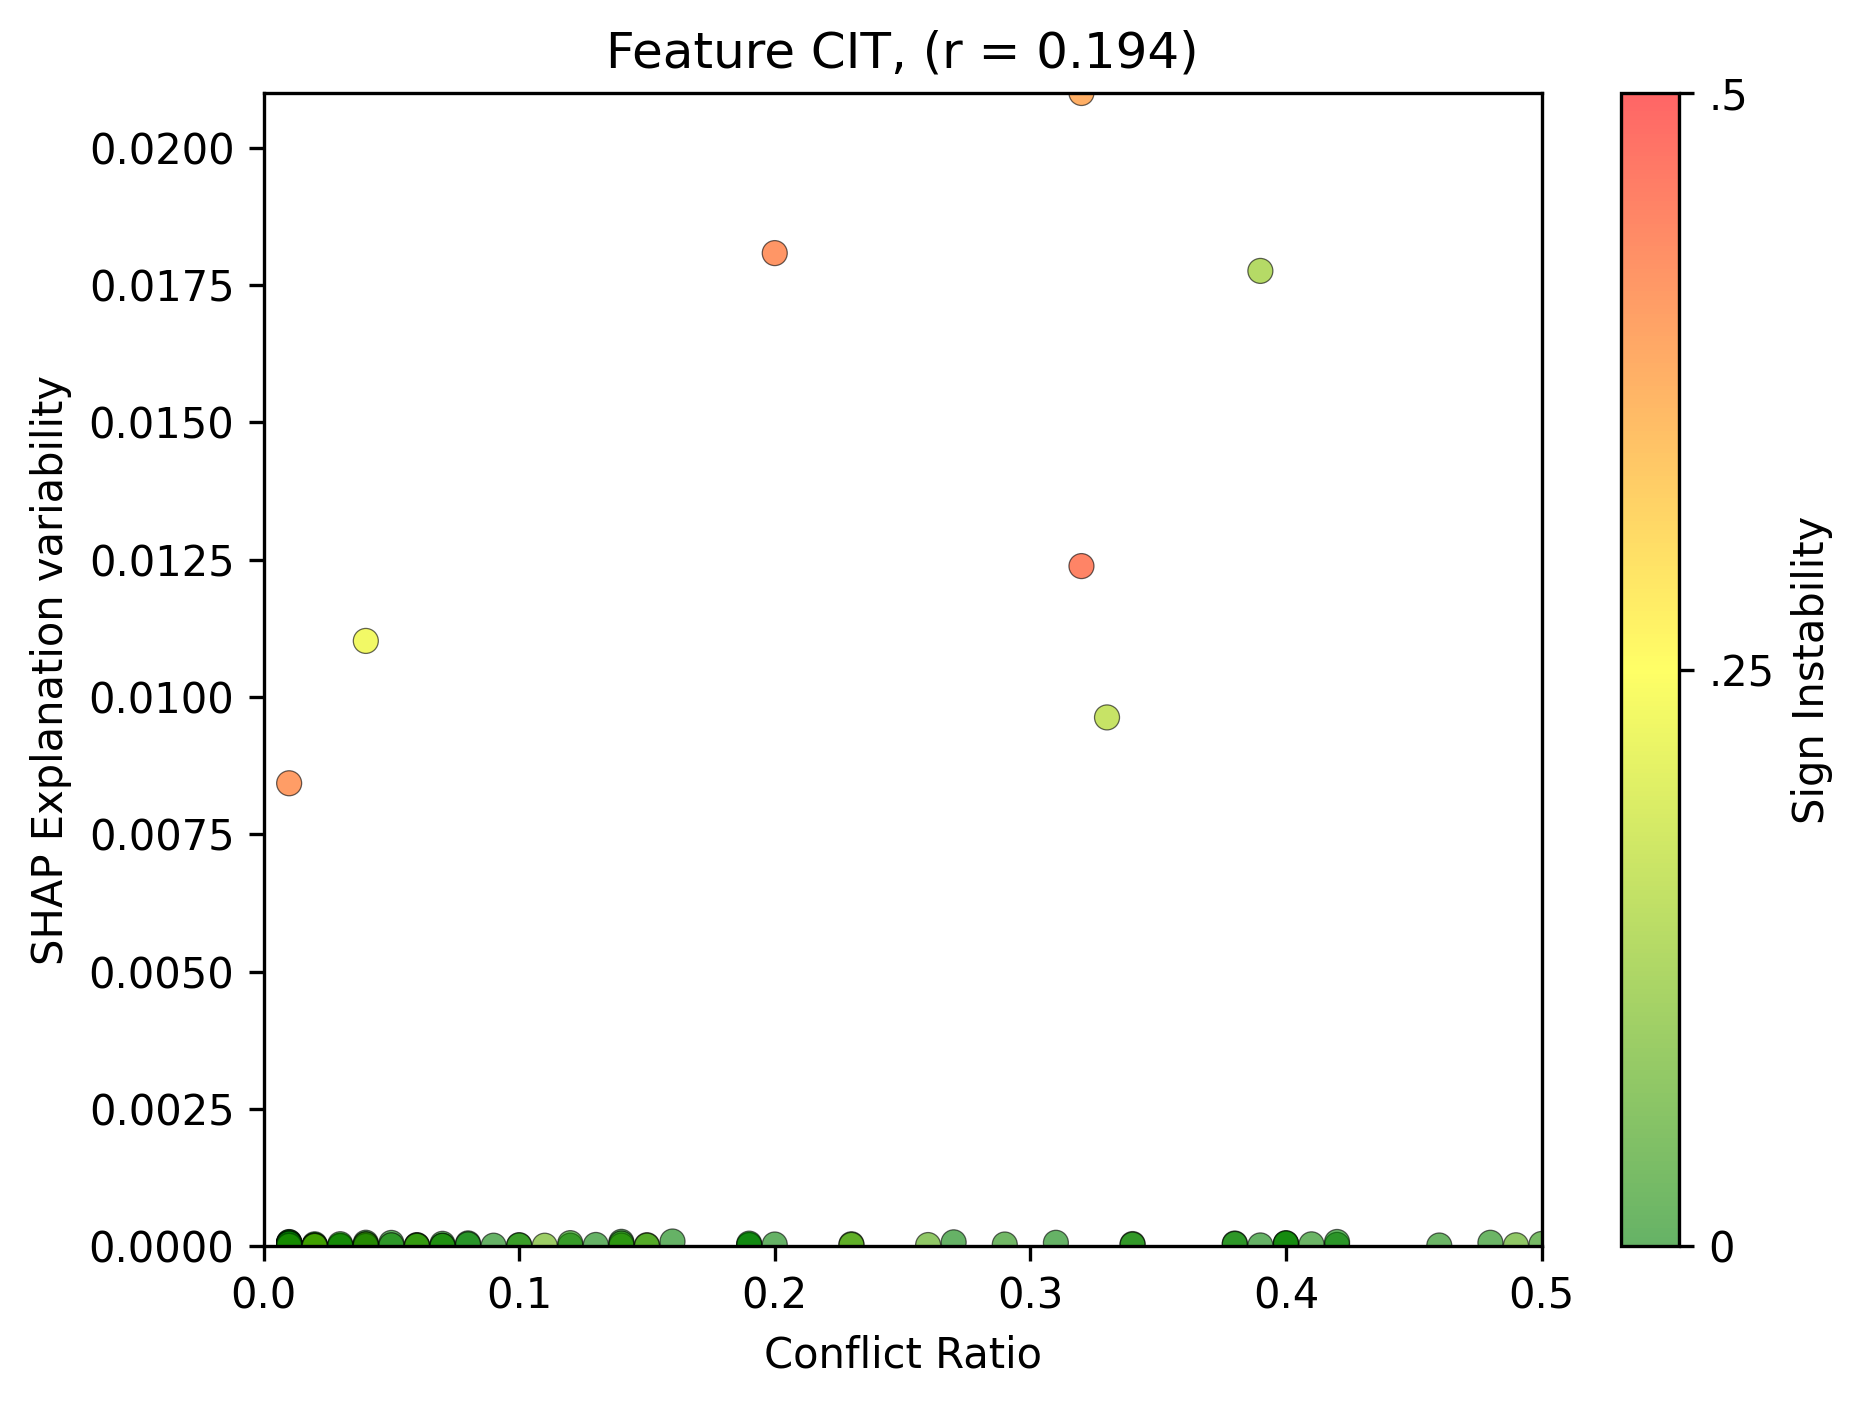 Feature CIT, (r = 0.194)
SHAP Explanation variability
0.0200
0.0175
0.0150
0.0125
0.0100
0.0075
0.0050
0.0025
0.0000
0.0 0.1 0.2 0.3 0.4 0.5
Conflict Ratio
.5
.25
0
Sign Instability